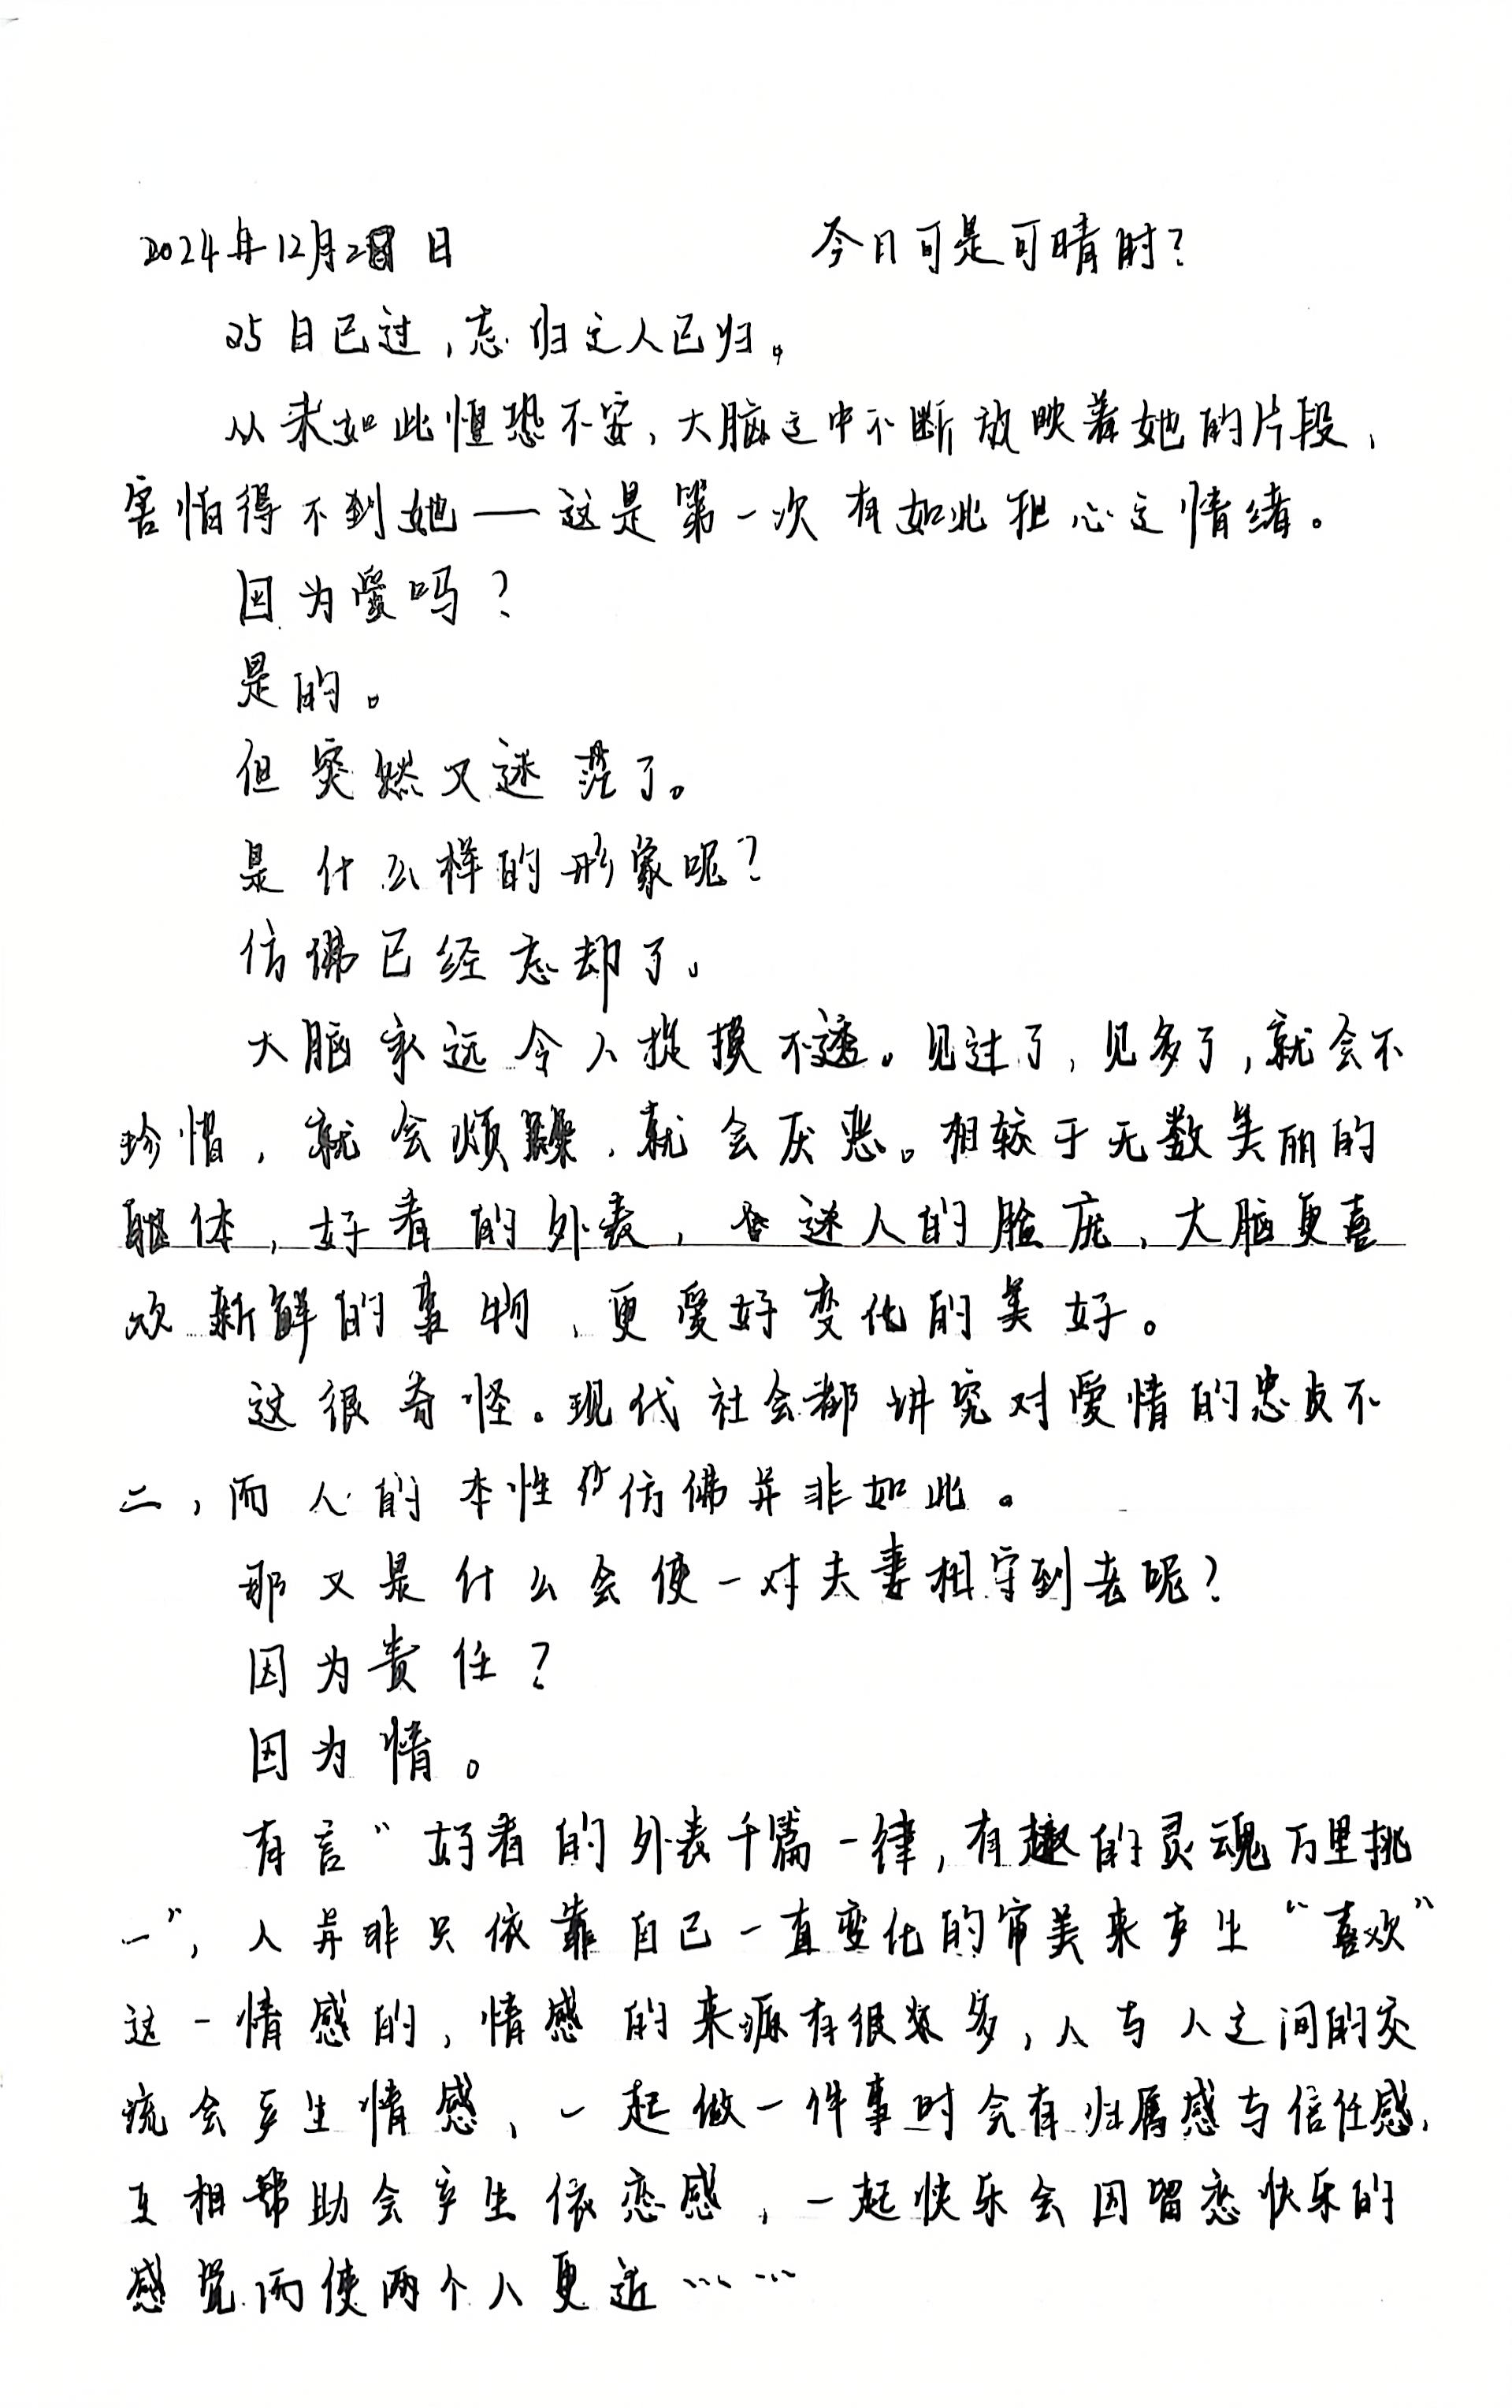 2024年12月2日 今日可是可晴时？
25日已过，忘归之人已归。
从未如此惶恐不安，大脑之中不断放映着她的片段，
害怕得不到她——这是第一次有如此担心之情绪。
因为爱吗？
是的。
但突然又迷茫了。
是什么样的形象呢？
仿佛已经忘却了。
大脑永远令人捉摸不透。见过了，见多了，就会不
珍惜，就会烦躁，就会厌恶。相较于无数美丽的
躯体，好看的外表，迷人的脸庞，大脑更喜
欢新鲜的事物，更爱好变化的美好。
这很奇怪。现代社会都讲究对爱情的忠贞不
二，而人的本性仿佛并非如此。
那又是什么会使一对夫妻相守到老呢？
因为责任？
因为情。
有言“好看的外表千篇一律，有趣的灵魂万里挑
一”，人并非只依靠自己一直变化的审美来产生“喜欢”
这一情感的，情感的来源有很多，人与人之间的交
流会产生情感，一起做一件事时会有归属感与信任感，
互相帮助会产生依恋感，一起快乐会因留恋快乐的
感觉而使两个人更近……